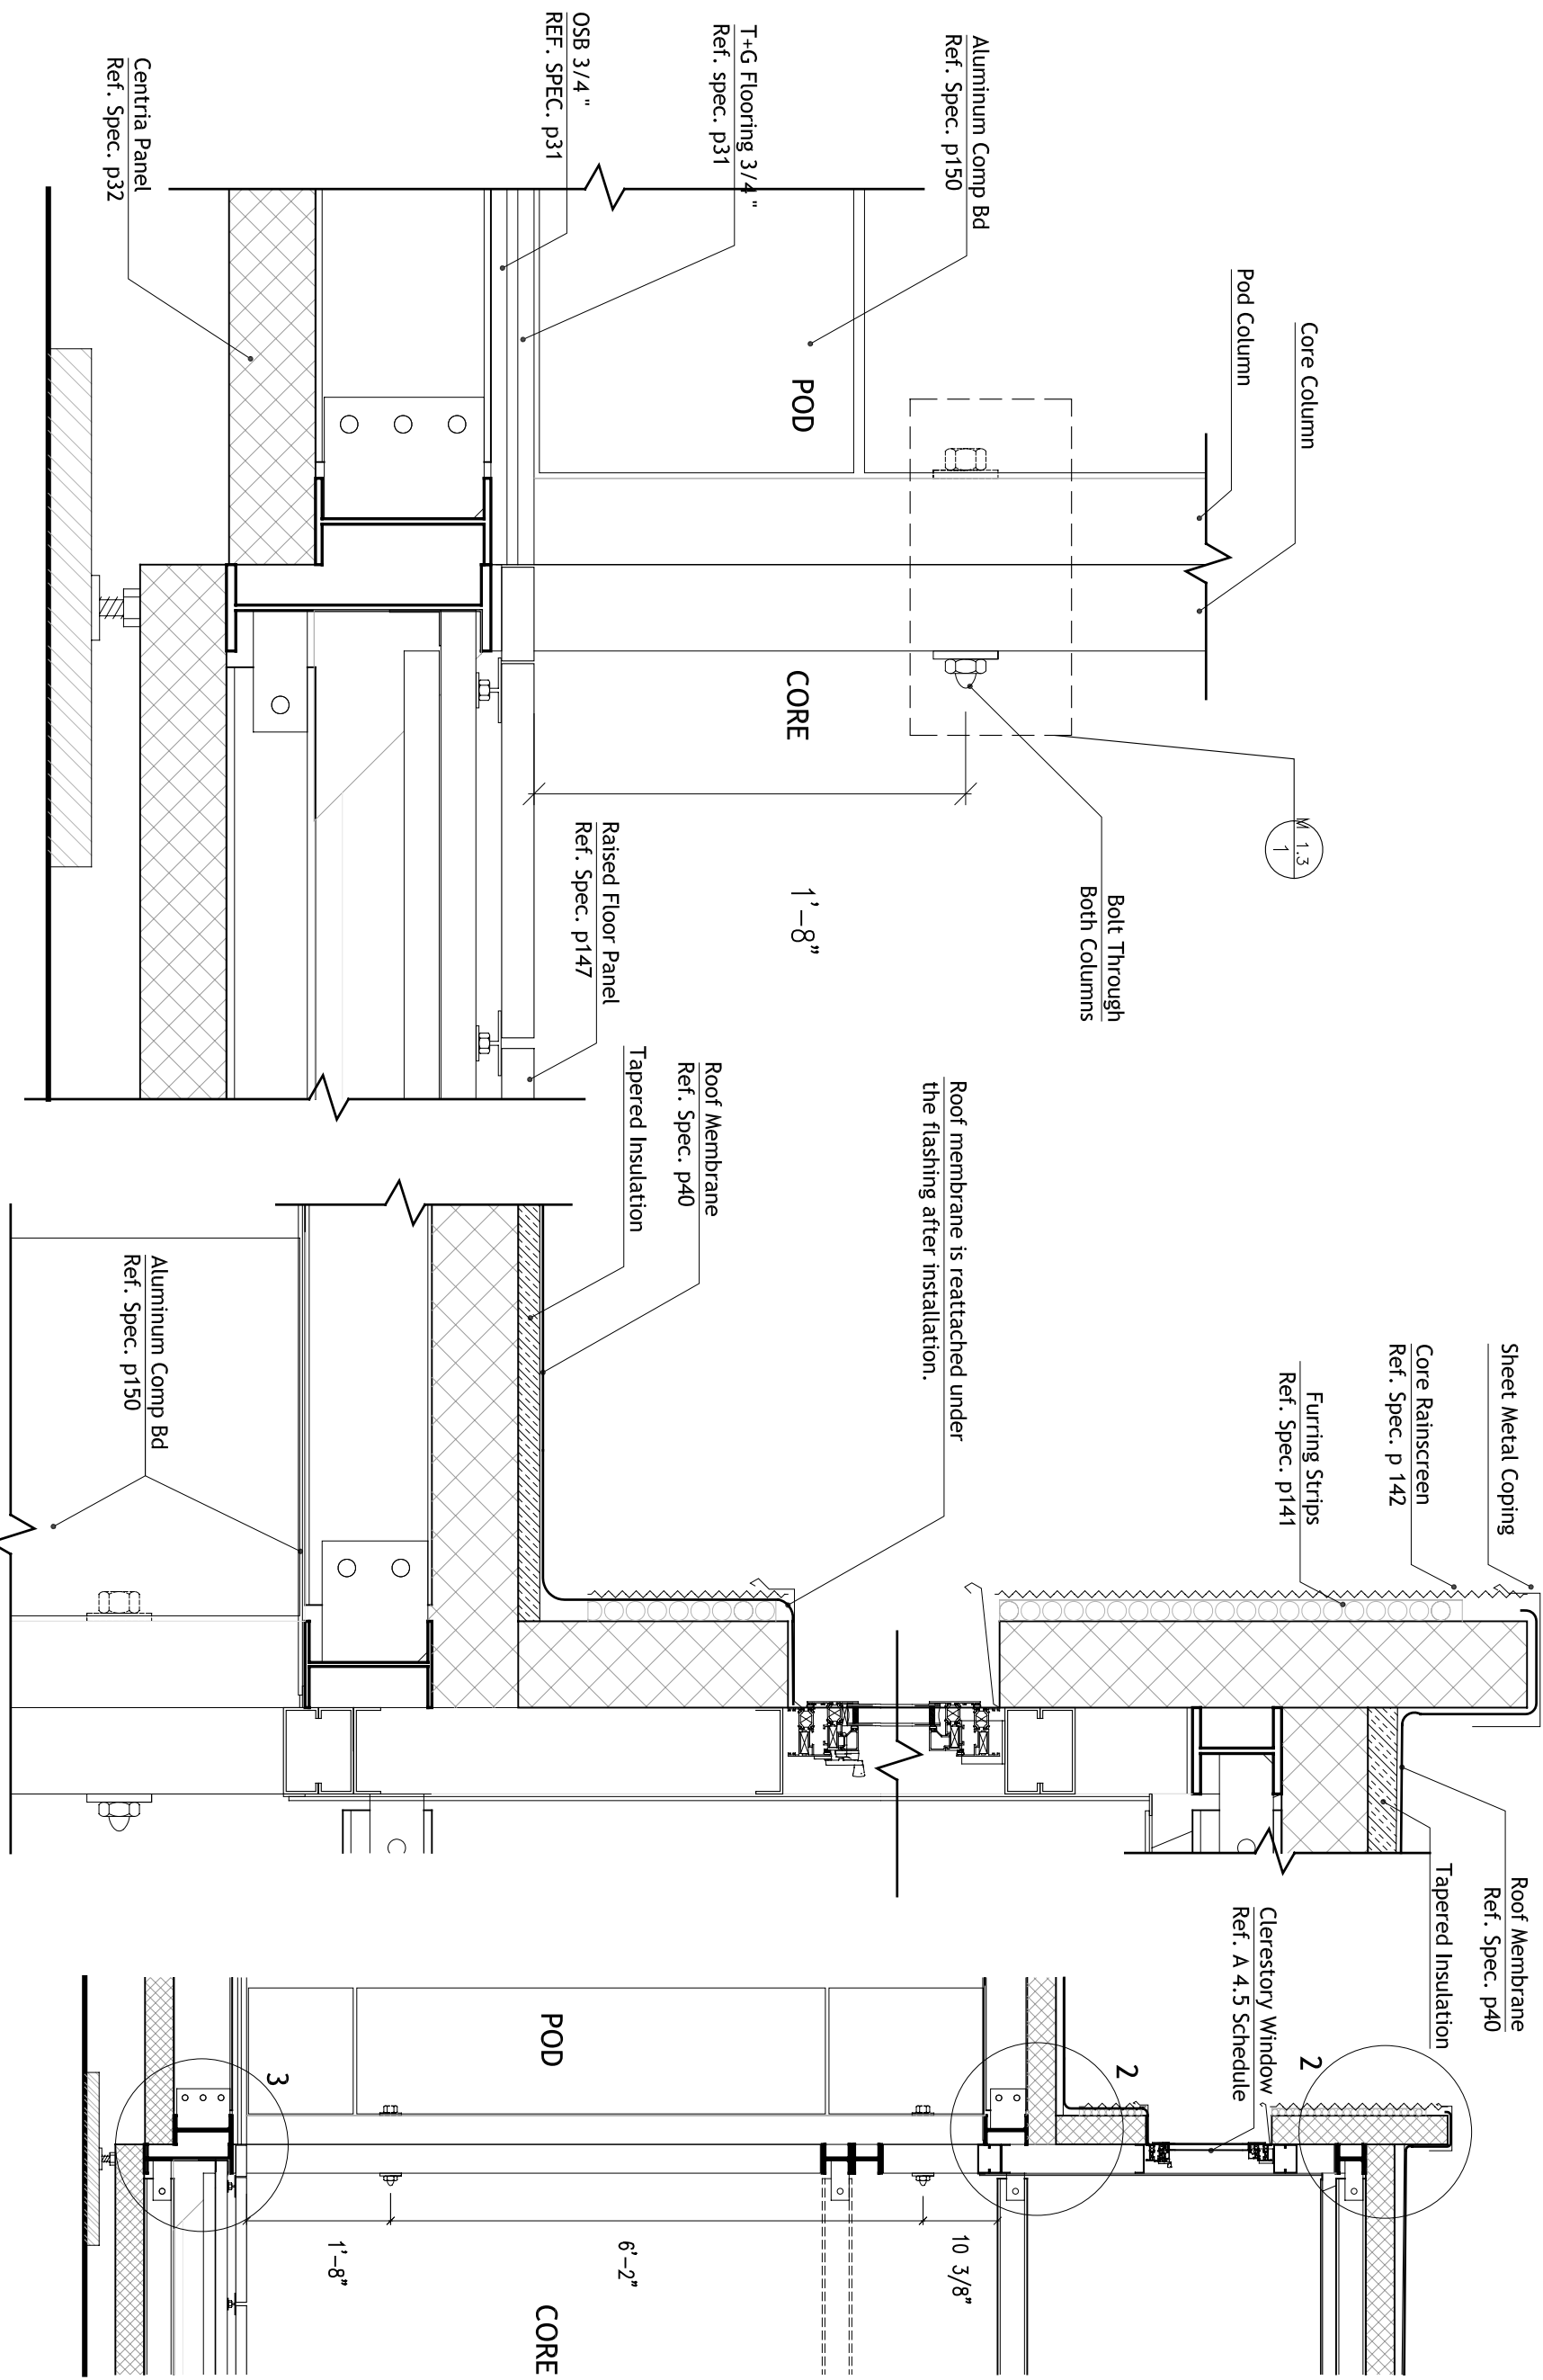 Sheet Metal Coping
Core Rainscreen
Ref. Spec. p 142
Furring Strips
Ref. Spec. p141
Roof membrane is reattached under
the flashing after installation.
Roof Membrane
Ref. Spec. p40
Tapered Insulation
Aluminum Comp Bd
Ref. Spec. p150
Roof Membrane
Ref. Spec. p40
Tapered Insulation
Clerestory Window
Ref. A 4.5 Schedule
2
2
3
POD
CORE
10 3/8"
6'-2"
1'-8"
Core Column
Pod Column
Aluminum Comp Bd
Ref. Spec. p150
T+G Flooring 3/4 "
Ref. spec. p31
OSB 3/4 "
REF. SPEC. p31
Centria Panel
Ref. Spec. p32
POD
CORE
M 1.3
1
Bolt Through
Both Columns
1'-8"
Raised Floor Panel
Ref. Spec. p147